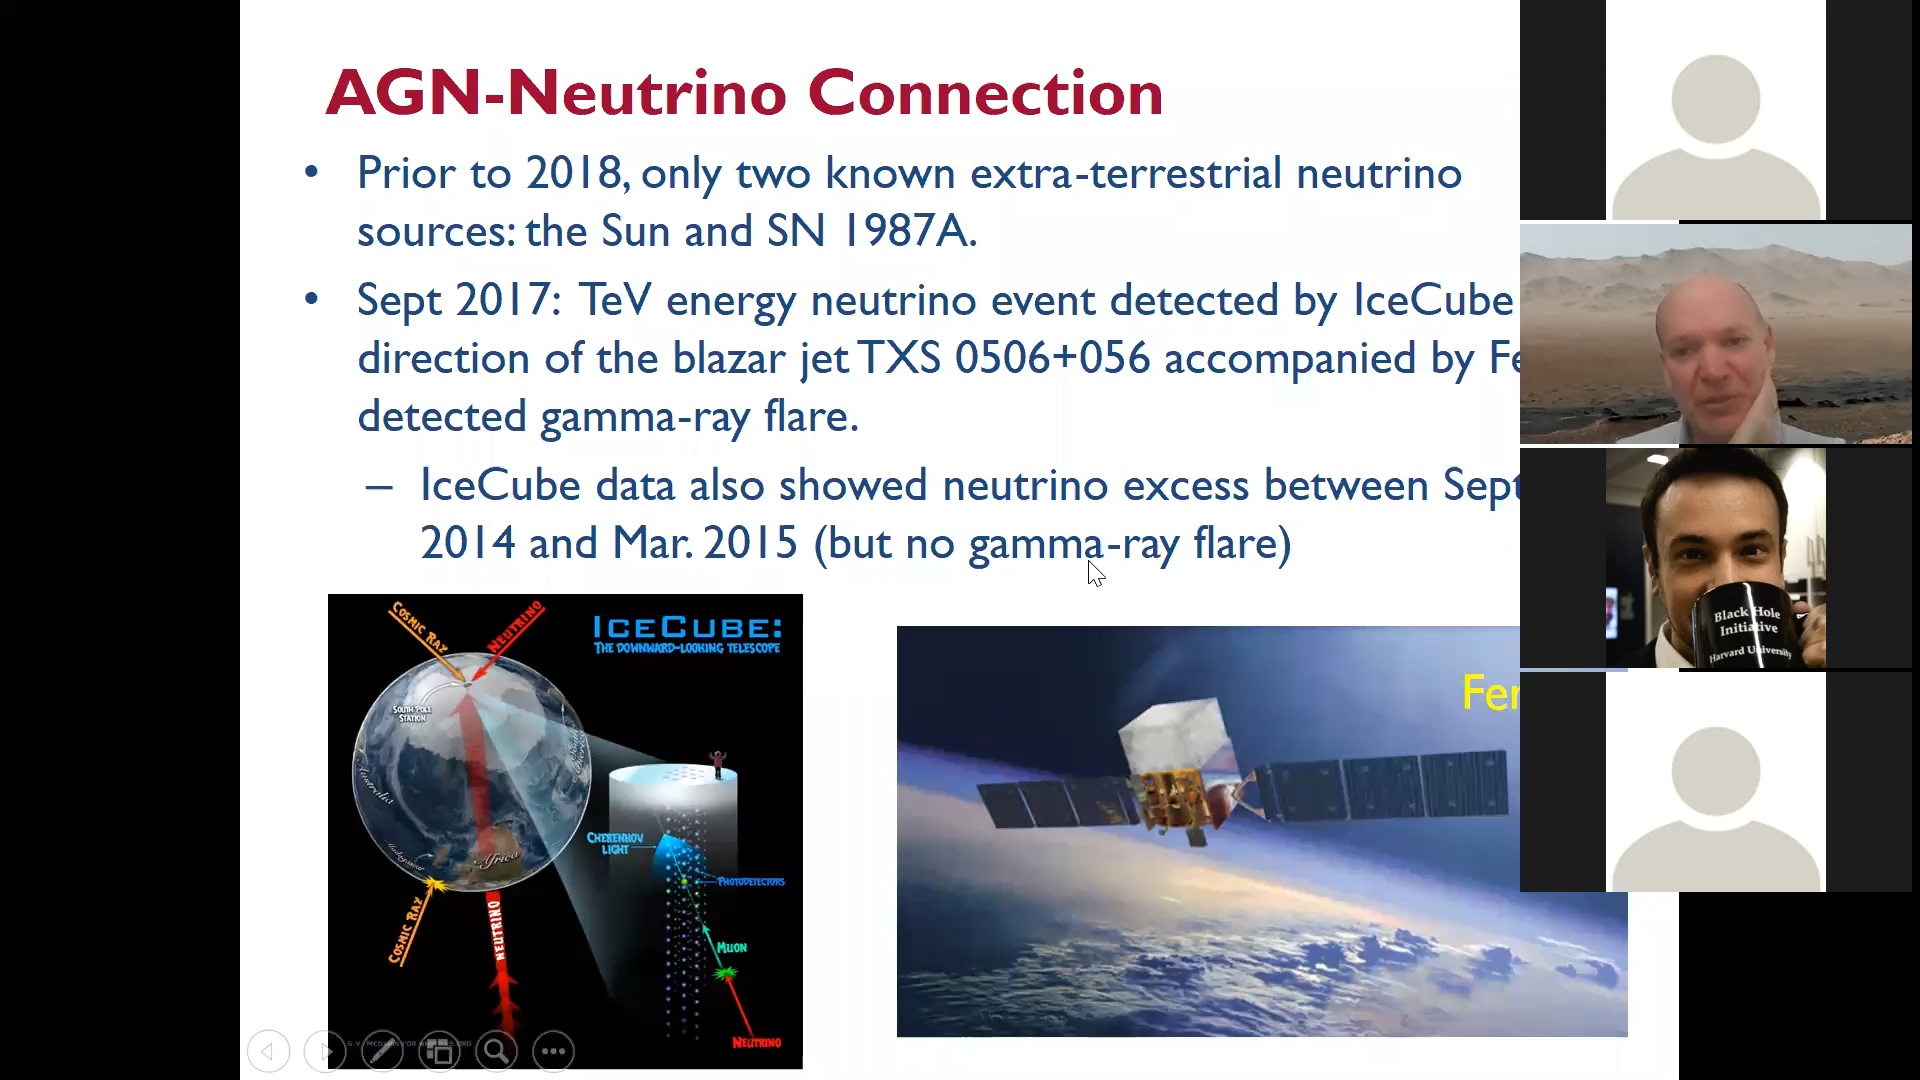 AGN-Neutrino Connection
• Prior to 2018, only two known extra-terrestrial neutrino
sources: the Sun and SN 1987A.
• Sept 2017: TeV energy neutrino event detected by IceCube
direction of the blazar jet TXS 0506+056 accompanied by Fe
detected gamma-ray flare.
– IceCube data also showed neutrino excess between Sept
2014 and Mar. 2015 (but no gamma-ray flare)
COSMIC RAY
NEUTRINO
ICECUBE:
THE DOWNWARD-LOOKING TELESCOPE
SOUTH POLE
STATION
Australia
Madagascar
Africa
CHERENKOV
LIGHT
PHOTODETECTORS
MUON
NEUTRINO
COSMIC RAY
NEUTRINO
Fer
Black Hole
Initiative
Harvard University